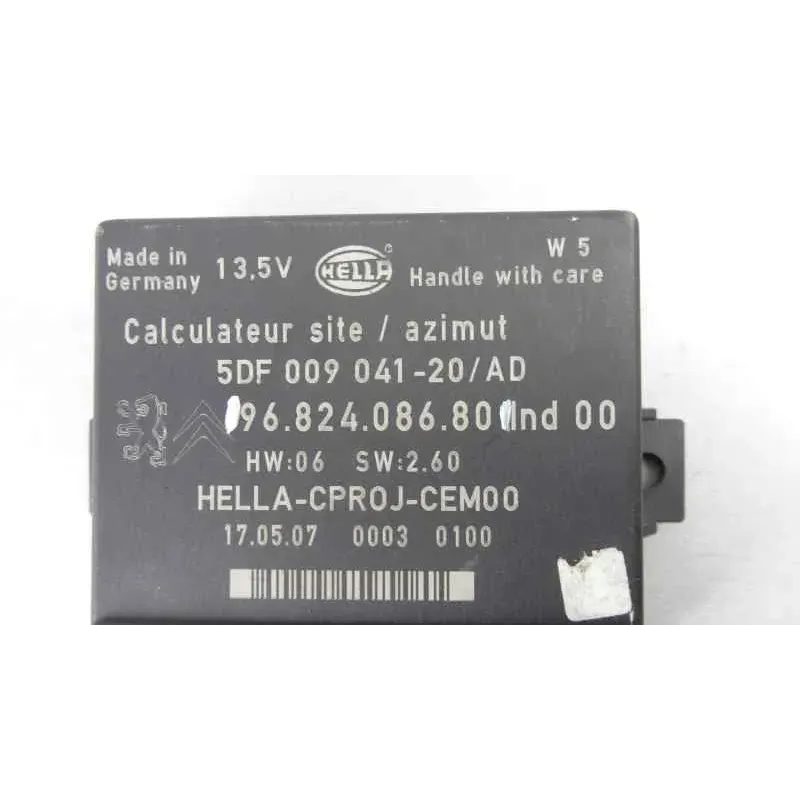 Made in Germany 13,5V HELLA® W 5
Handle with care
Calculateur site / azimut
5DF 009 041-20/AD
96.824.086.80 Ind 00
HW:06 SW:2.60
HELLA-CPROJ-CEM00
17.05.07 0003 0100